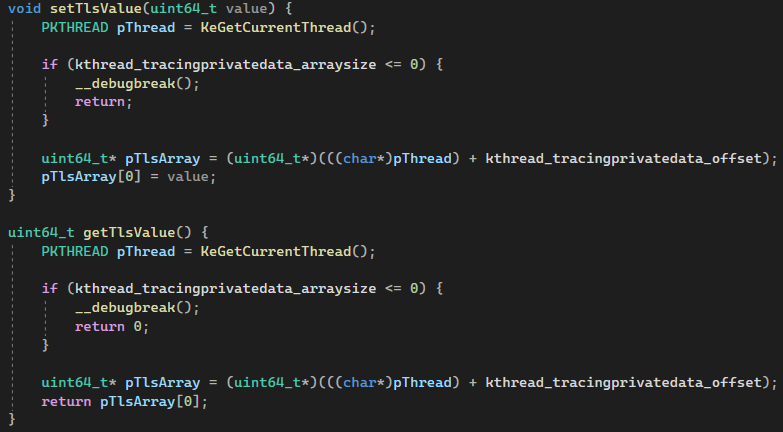 void setTlsValue(uint64_t value) {
    PKTHREAD pThread = KeGetCurrentThread();

    if (kthread_tracingprivatedata_arraysize <= 0) {
        __debugbreak();
        return;
    }

    uint64_t* pTlsArray = (uint64_t*)(((char*)pThread) + kthread_tracingprivatedata_offset);
    pTlsArray[0] = value;
}

uint64_t getTlsValue() {
    PKTHREAD pThread = KeGetCurrentThread();

    if (kthread_tracingprivatedata_arraysize <= 0) {
        __debugbreak();
        return 0;
    }

    uint64_t* pTlsArray = (uint64_t*)(((char*)pThread) + kthread_tracingprivatedata_offset);
    return pTlsArray[0];
}